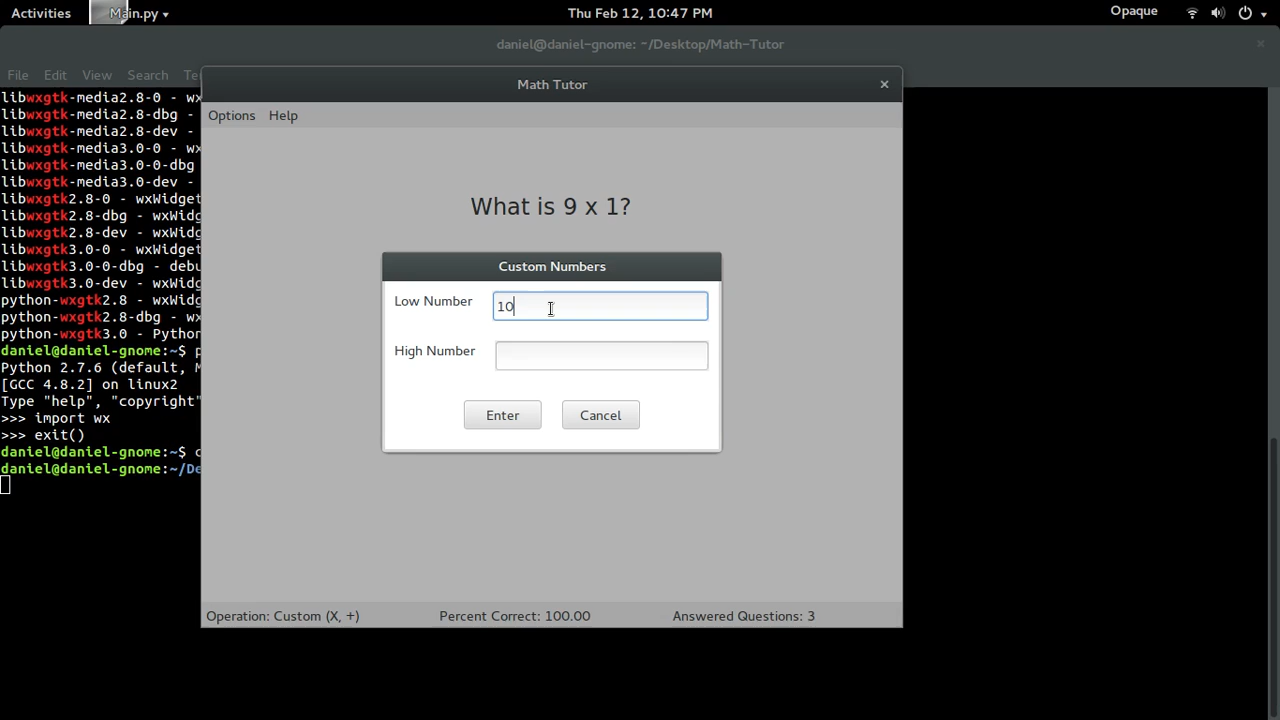 Activities Main.py Thu Feb 12, 10:47 PM Opaque
daniel@daniel-gnome: ~/Desktop/Math-Tutor
File Edit View Search Te
libwxgtk-media2.8-0 - wx
libwxgtk-media2.8-dbg -
libwxgtk-media2.8-dev -
libwxgtk-media3.0-0 - wx
libwxgtk-media3.0-0-dbg
libwxgtk-media3.0-dev -
libwxgtk2.8-0 - wxWidget
libwxgtk2.8-dbg - wxWidg
libwxgtk2.8-dev - wxWidg
libwxgtk3.0-0 - wxWidget
libwxgtk3.0-0-dbg - debu
libwxgtk3.0-dev - wxWidg
python-wxgtk2.8 - wxWidg
python-wxgtk2.8-dbg - wx
python-wxgtk3.0 - Python
daniel@daniel-gnome:~$ p
Python 2.7.6 (default, M
[GCC 4.8.2] on linux2
Type "help", "copyright"
>>> import wx
>>> exit()
daniel@daniel-gnome:~$ c
daniel@daniel-gnome:~/De
Math Tutor
Options Help
What is 9 x 1?
Custom Numbers
Low Number 10
High Number
Enter Cancel
Operation: Custom (X, +) Percent Correct: 100.00 Answered Questions: 3